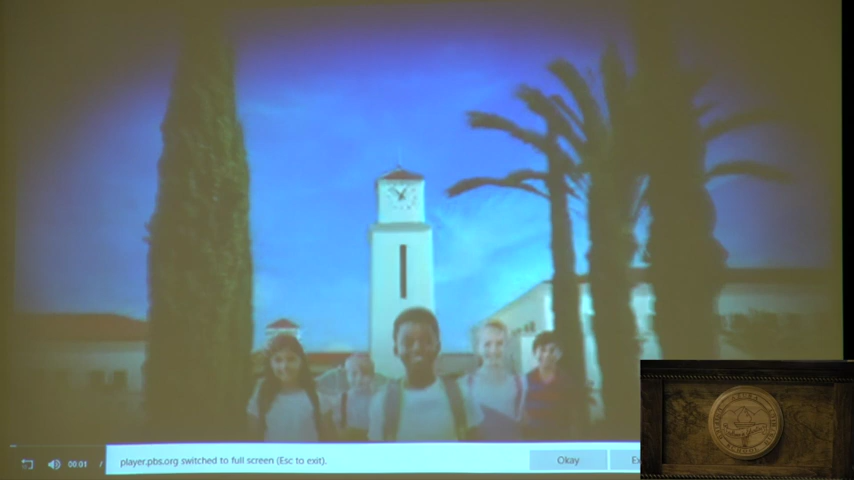 00:01 /
player.pbs.org switched to full screen (Esc to exit).
Okay